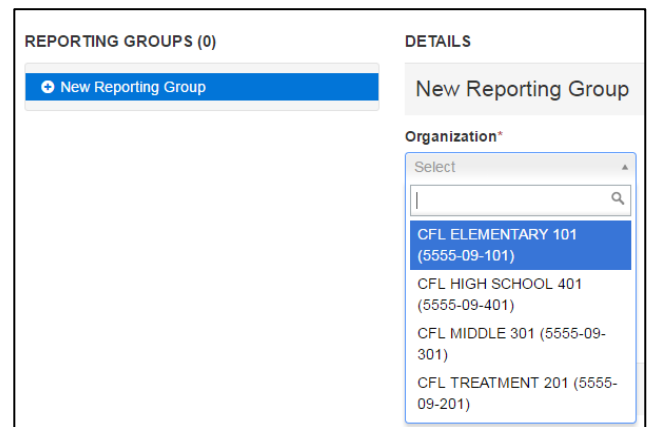 REPORTING GROUPS (0)
New Reporting Group
DETAILS
New Reporting Group
Organization*
Select
CFL ELEMENTARY 101
(5555-09-101)
CFL HIGH SCHOOL 401
(5555-09-401)
CFL MIDDLE 301 (5555-09-
301)
CFL TREATMENT 201 (5555-
09-201)